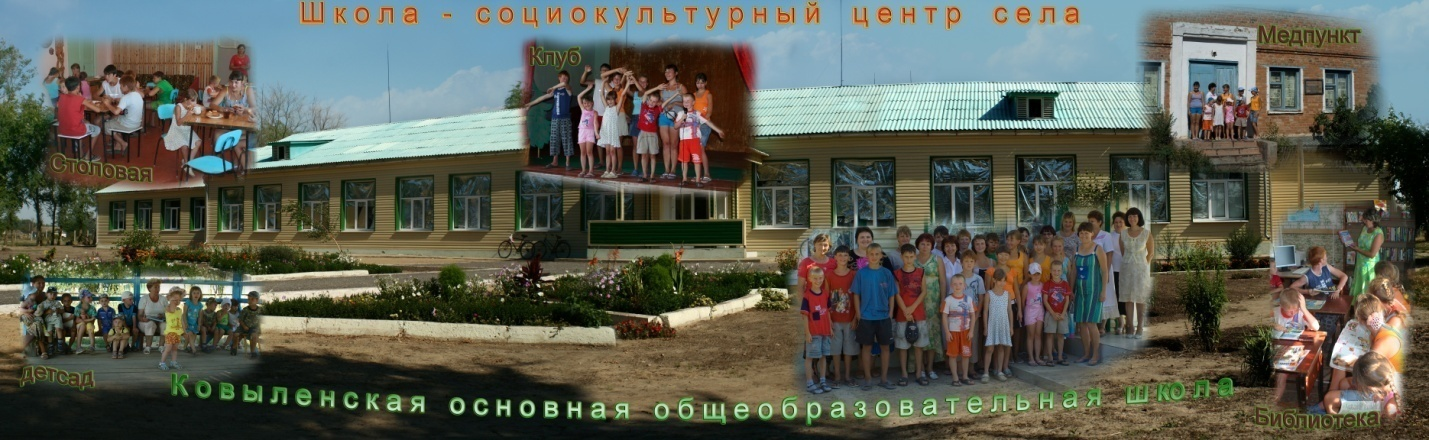 Школа - социокультурный центр села
Медпункт
Клуб
Столовая
детсад
Ковыленская основная общеобразовательная школа
Библиотека